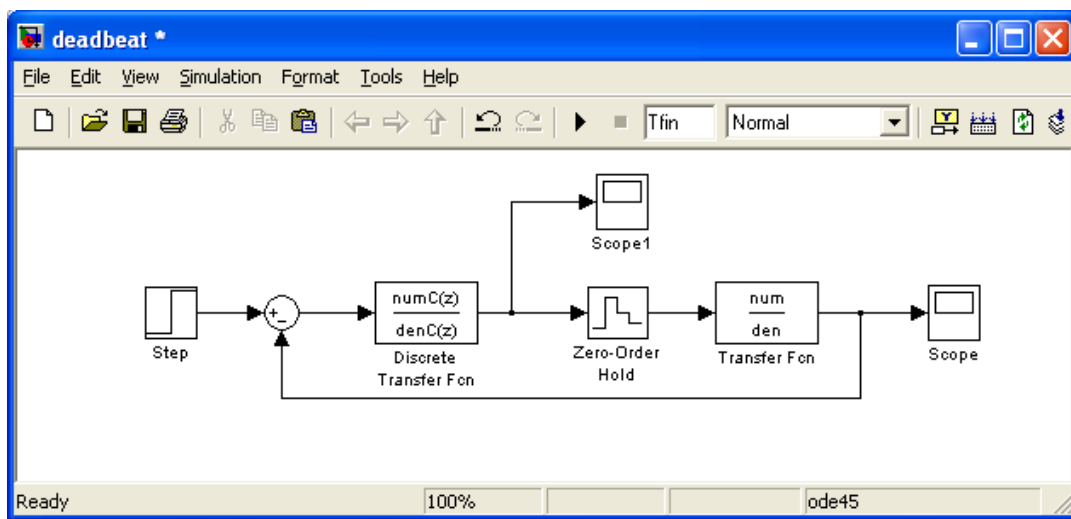 deadbeat *
File Edit View Simulation Format Tools Help
Tfin Normal
Scope1
Step
+
-
numC(z)
denC(z)
Discrete
Transfer Fcn
Zero-Order
Hold
num
den
Transfer Fcn
Scope
Ready 100% ode45